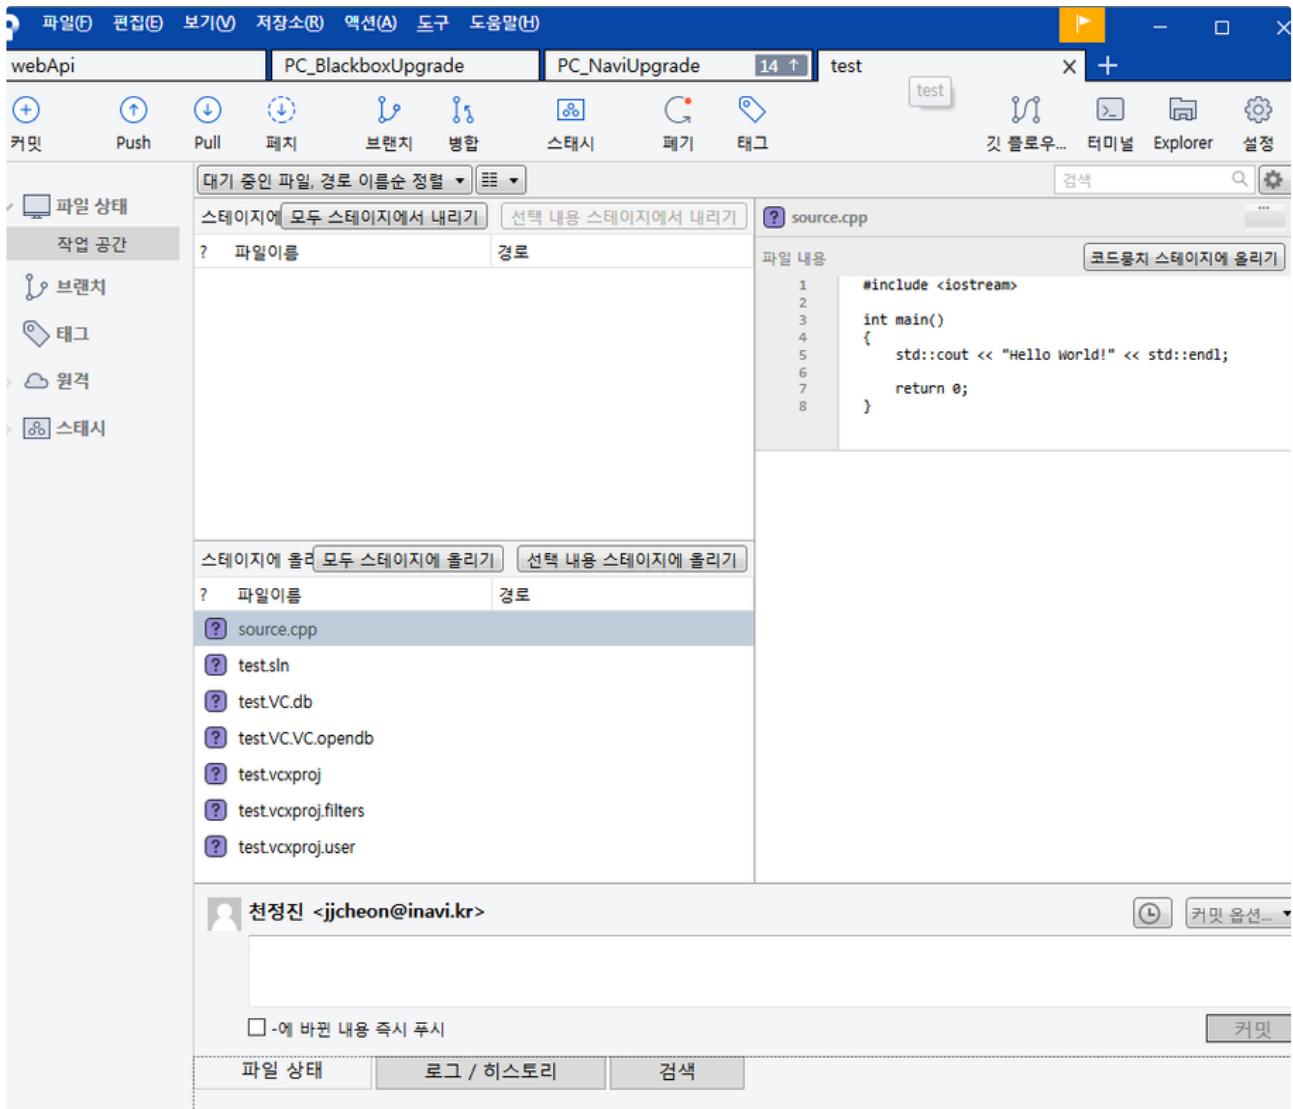 파일(F) 편집(E) 보기(V) 저장소(R) 액션(A) 도구 도움말(H)
webApi PC_BlackboxUpgrade PC_NaviUpgrade 14 ↑ test
test
커밋 Push Pull 페치 브랜치 병합 스태시 폐기 태그 깃 플로우... 터미널 Explorer 설정
대기 중인 파일, 경로 이름순 정렬 검색
파일 상태
작업 공간
브랜치
태그
원격
스태시
스테이지에 모두 스테이지에서 내리기 선택 내용 스테이지에서 내리기
? 파일이름 경로
source.cpp ...
파일 내용 코드뭉치 스테이지에 올리기
1 #include <iostream>
2
3 int main()
4 {
5 std::cout << "Hello World!" << std::endl;
6
7 return 0;
8 }
스테이지에 올ㄹ 모두 스테이지에 올리기 선택 내용 스테이지에 올리기
? 파일이름 경로
? source.cpp
? test.sln
? test.VC.db
? test.VC.VC.opendb
? test.vcxproj
? test.vcxproj.filters
? test.vcxproj.user
천정진 <jjcheon@inavi.kr> 커밋 옵션...
-에 바뀐 내용 즉시 푸시
커밋
파일 상태 로그 / 히스토리 검색